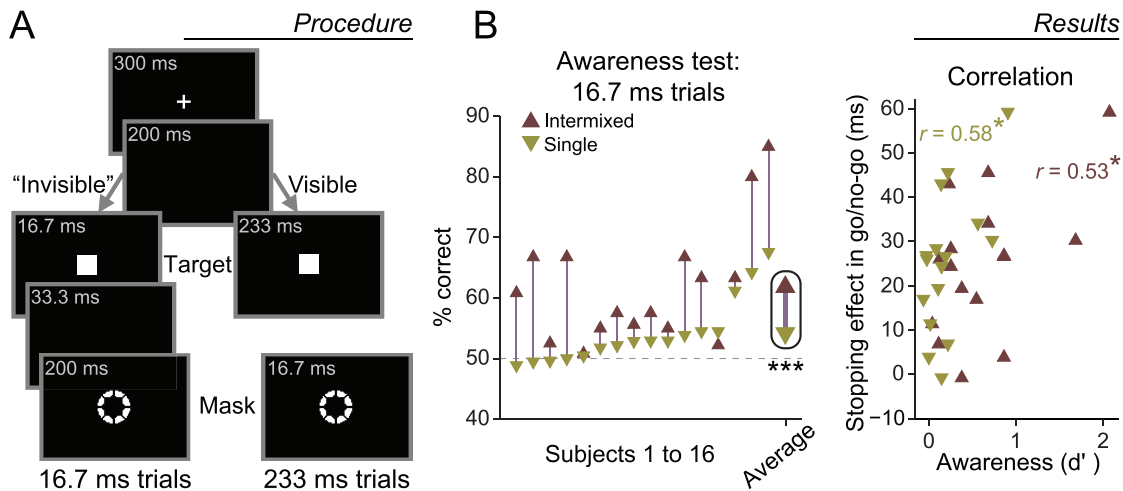 A
Procedure
300 ms
200 ms
“Invisible”
Visible
16.7 ms
233 ms
Target
33.3 ms
200 ms
16.7 ms
Mask
16.7 ms trials
233 ms trials
B
Results
Awareness test:
16.7 ms trials
Intermixed
Single
% correct
90
80
70
60
50
40
***
Subjects 1 to 16
Average
Correlation
r = 0.58*
r = 0.53*
Stopping effect in go/no-go (ms)
60
50
40
30
20
10
0
−10
0
1
2
Awareness (d' )